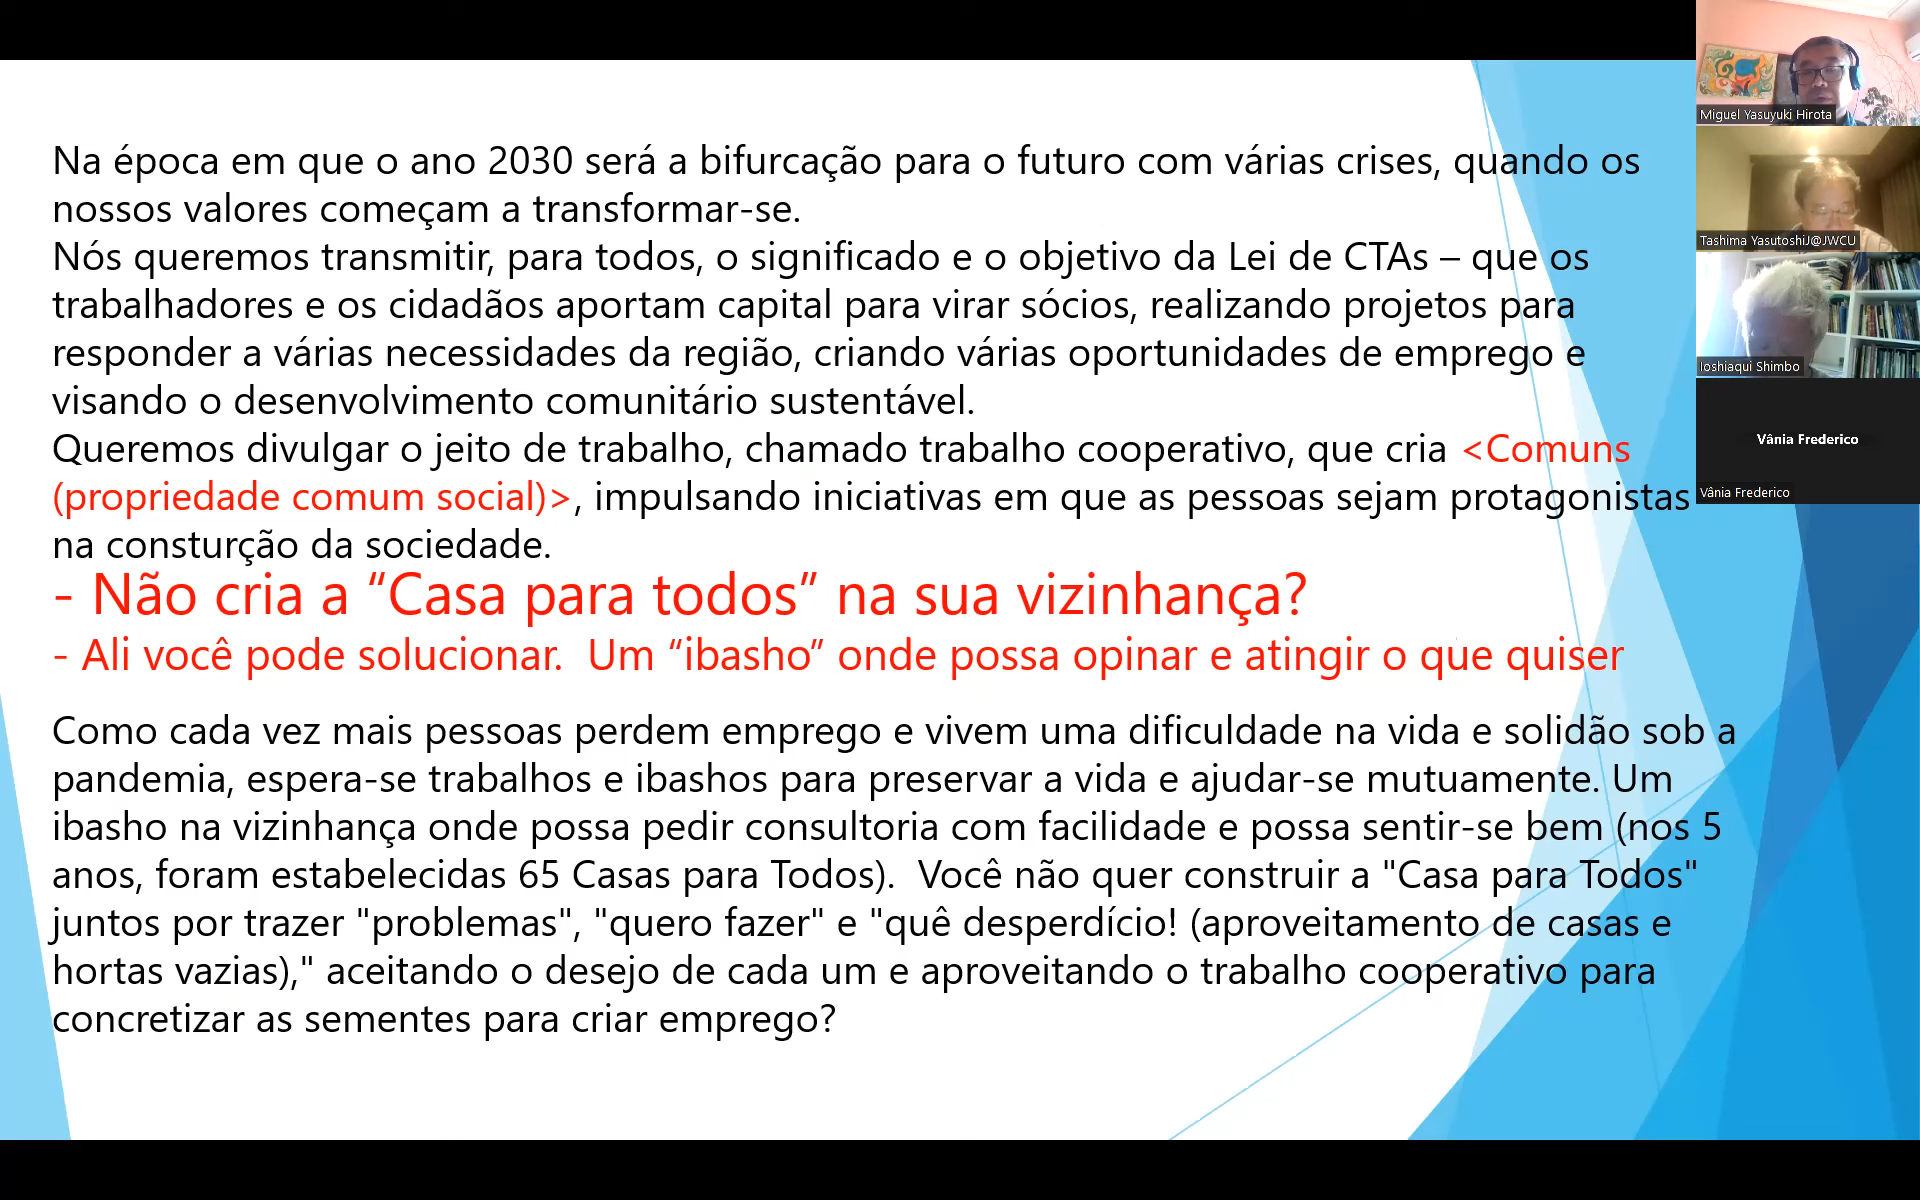 Na época em que o ano 2030 será a bifurcação para o futuro com várias crises, quando os
nossos valores começam a transformar-se.
Nós queremos transmitir, para todos, o significado e o objetivo da Lei de CTAs – que os
trabalhadores e os cidadãos aportam capital para virar sócios, realizando projetos para
responder a várias necessidades da região, criando várias oportunidades de emprego e
visando o desenvolvimento comunitário sustentável.
Queremos divulgar o jeito de trabalho, chamado trabalho cooperativo, que cria <Comuns
(propriedade comum social)>, impulsando iniciativas em que as pessoas sejam protagonistas
na consturção da sociedade.
- Não cria a “Casa para todos” na sua vizinhança?
- Ali você pode solucionar.  Um “ibasho” onde possa opinar e atingir o que quiser
Como cada vez mais pessoas perdem emprego e vivem uma dificuldade na vida e solidão sob a
pandemia, espera-se trabalhos e ibashos para preservar a vida e ajudar-se mutuamente. Um
ibasho na vizinhança onde possa pedir consultoria com facilidade e possa sentir-se bem (nos 5
anos, foram estabelecidas 65 Casas para Todos).  Você não quer construir a "Casa para Todos"
juntos por trazer "problemas", "quero fazer" e "quê desperdício! (aproveitamento de casas e
hortas vazias)," aceitando o desejo de cada um e aproveitando o trabalho cooperativo para
concretizar as sementes para criar emprego?
Miguel Yasuyuki Hirota
Tashima YasutoshiJ@JWCU
Ioshiaqui Shimbo
Vânia Frederico
Vânia Frederico